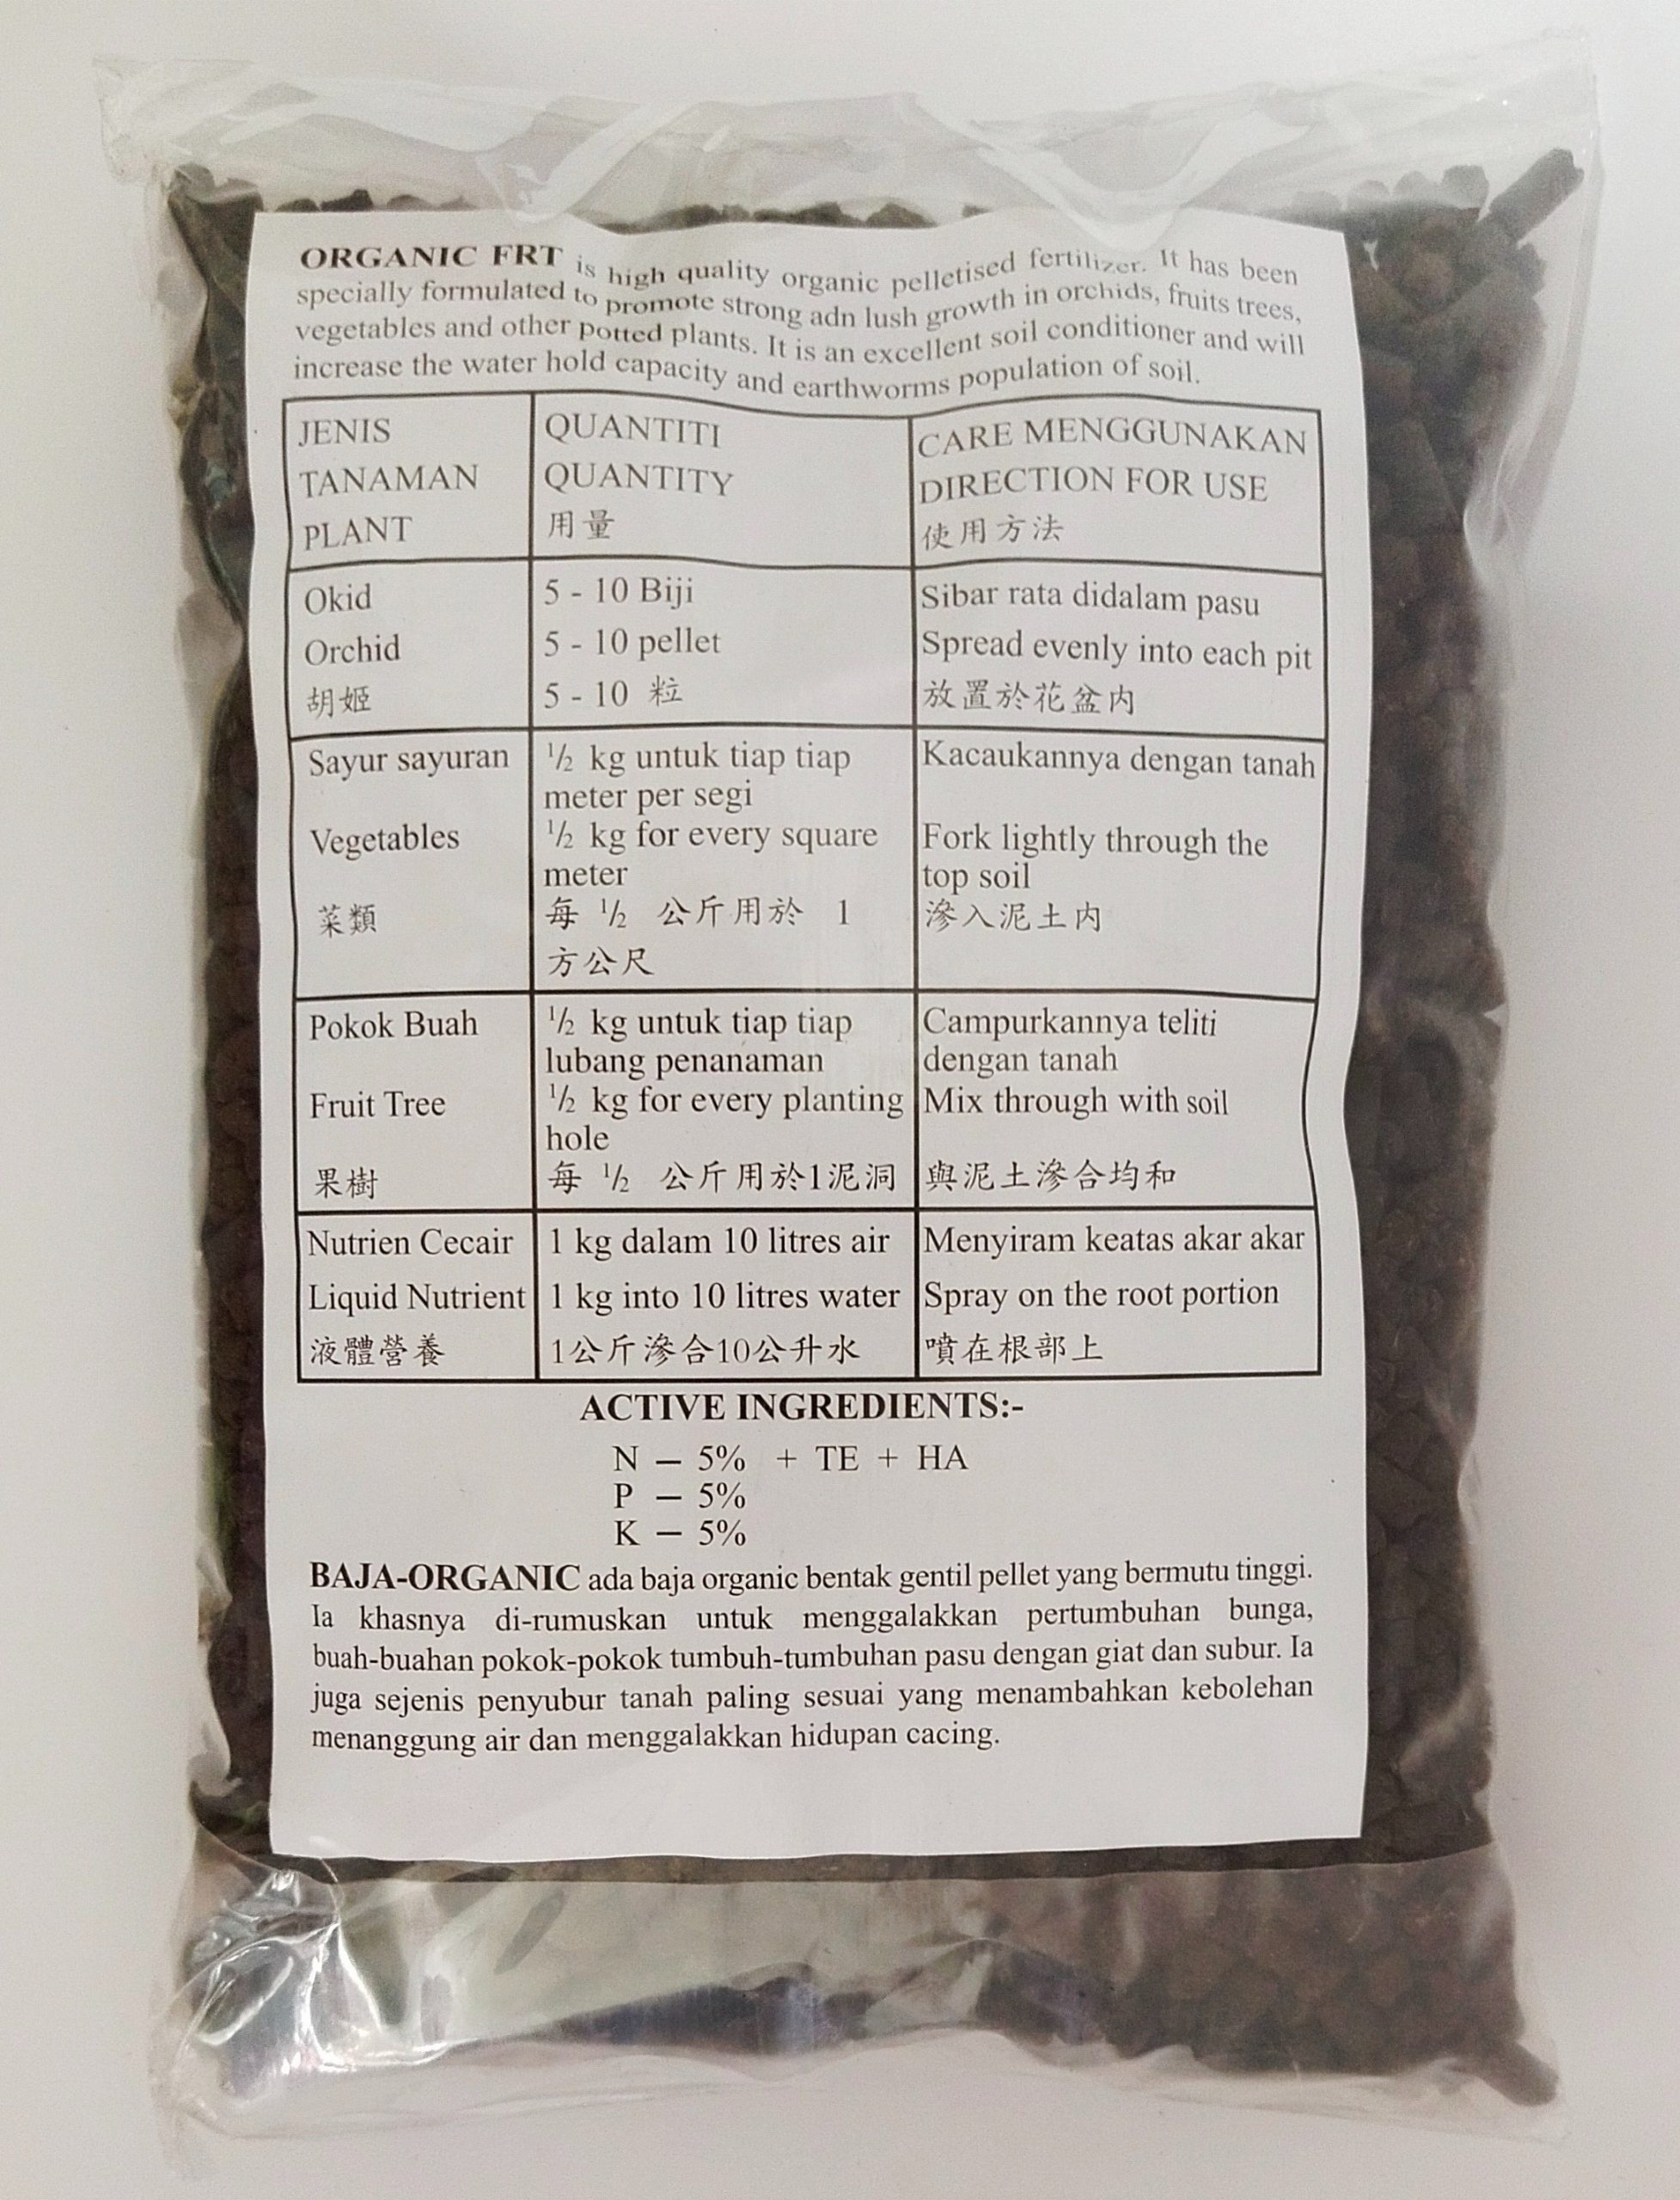 ORGANIC FRT is high quality organic pelletised fertilizer. It has been
specially formulated to promote strong adn lush growth in orchids, fruits trees,
vegetables and other potted plants. It is an excellent soil conditioner and will
increase the water hold capacity and earthworms population of soil.
JENIS
TANAMAN
PLANT
QUANTITI
QUANTITY
用量
CARE MENGGUNAKAN
DIRECTION FOR USE
使用方法
Okid
Orchid
胡姬
5 - 10 Biji
5 - 10 pellet
5 - 10 粒
Sibar rata didalam pasu
Spread evenly into each pit
放置於花盆內
Sayur sayuran
Vegetables
菜類
½ kg untuk tiap tiap
meter per segi
½ kg for every square
meter
每 ½ 公斤用於 1
方公尺
Kacaukannya dengan tanah
Fork lightly through the
top soil
滲入泥土內
Pokok Buah
Fruit Tree
果樹
½ kg untuk tiap tiap
lubang penanaman
½ kg for every planting
hole
每 ½ 公斤用於1泥洞
Campurkannya teliti
dengan tanah
Mix through with soil
與泥土滲合均和
Nutrien Cecair
Liquid Nutrient
液體營養
1 kg dalam 10 litres air
1 kg into 10 litres water
1公斤滲合10公升水
Menyiram keatas akar akar
Spray on the root portion
噴在根部上
ACTIVE INGREDIENTS:-
N — 5% + TE + HA
P — 5%
K — 5%
BAJA-ORGANIC ada baja organic bentak gentil pellet yang bermutu tinggi.
Ia khasnya di-rumuskan untuk menggalakkan pertumbuhan bunga,
buah-buahan pokok-pokok tumbuh-tumbuhan pasu dengan giat dan subur. Ia
juga sejenis penyubur tanah paling sesuai yang menambahkan kebolehan
menanggung air dan menggalakkan hidupan cacing.